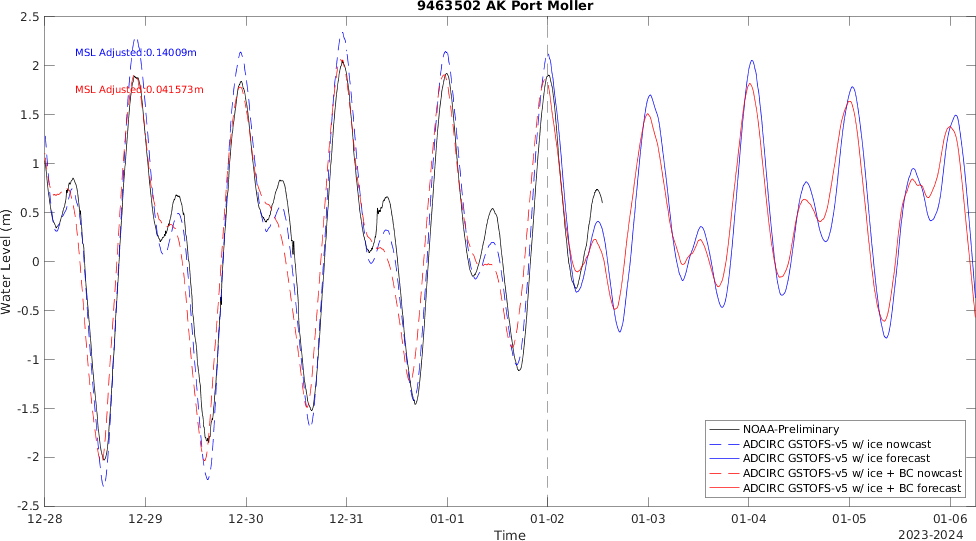 9463502 AK Port Moller
2.5
2
1.5
1
0.5
0
-0.5
-1
-1.5
-2
-2.5
Water Level (m)
MSL Adjusted:0.14009m
MSL Adjusted:0.041573m
NOAA-Preliminary
ADCIRC GSTOFS-v5 w/ ice nowcast
ADCIRC GSTOFS-v5 w/ ice forecast
ADCIRC GSTOFS-v5 w/ ice + BC nowcast
ADCIRC GSTOFS-v5 w/ ice + BC forecast
12-28 12-29 12-30 12-31 01-01 01-02 01-03 01-04 01-05 01-06
Time
2023-2024